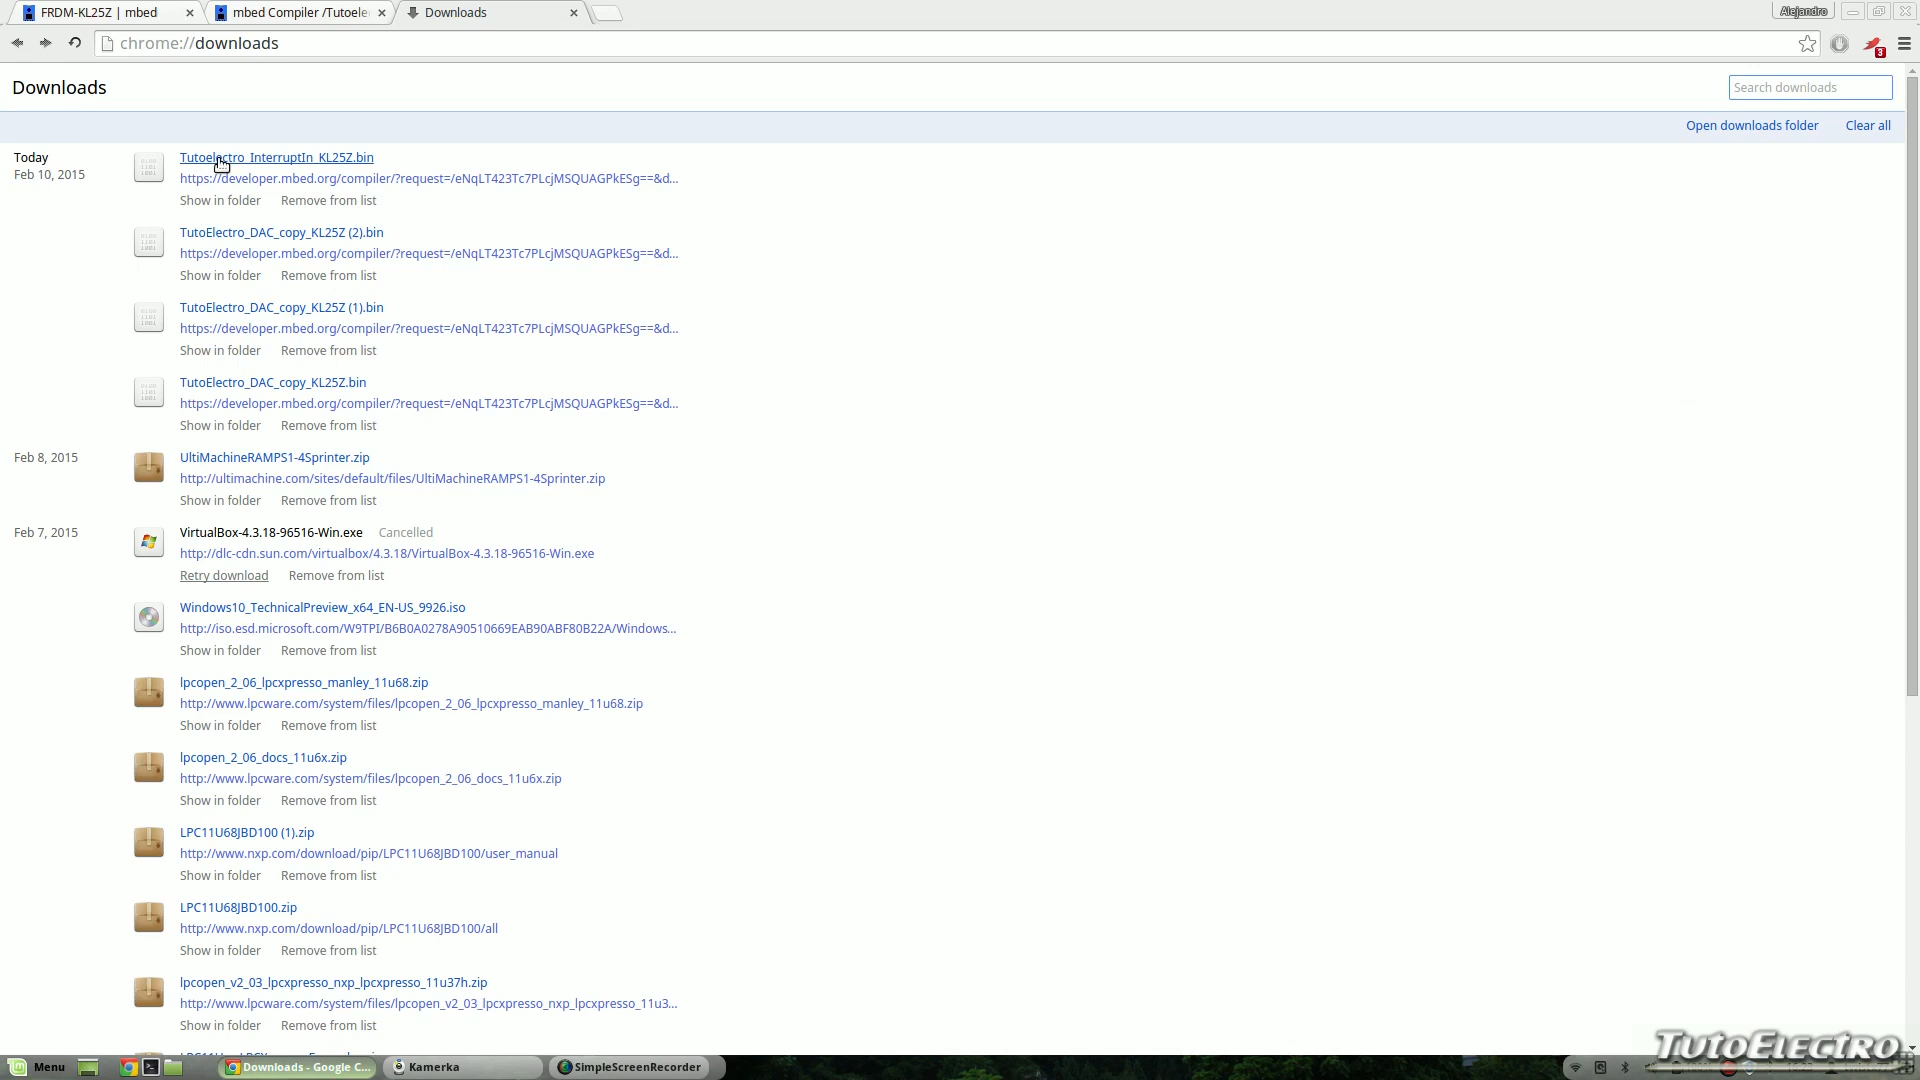 FRDM-KL25Z | mbed
mbed Compiler /Tutoele
Downloads
Alejandro
chrome://downloads
3
Downloads
Search downloads
Open downloads folder
Clear all
Today
Feb 10, 2015
Tutoelectro_InterruptIn_KL25Z.bin
https://developer.mbed.org/compiler/?request=/eNqLT423Tc7PLcjMSQUAGPkESg==&d...
Show in folder Remove from list
TutoElectro_DAC_copy_KL25Z (2).bin
https://developer.mbed.org/compiler/?request=/eNqLT423Tc7PLcjMSQUAGPkESg==&d...
Show in folder Remove from list
TutoElectro_DAC_copy_KL25Z (1).bin
https://developer.mbed.org/compiler/?request=/eNqLT423Tc7PLcjMSQUAGPkESg==&d...
Show in folder Remove from list
TutoElectro_DAC_copy_KL25Z.bin
https://developer.mbed.org/compiler/?request=/eNqLT423Tc7PLcjMSQUAGPkESg==&d...
Show in folder Remove from list
Feb 8, 2015
UltiMachineRAMPS1-4Sprinter.zip
http://ultimachine.com/sites/default/files/UltiMachineRAMPS1-4Sprinter.zip
Show in folder Remove from list
Feb 7, 2015
VirtualBox-4.3.18-96516-Win.exe Cancelled
http://dlc-cdn.sun.com/virtualbox/4.3.18/VirtualBox-4.3.18-96516-Win.exe
Retry download Remove from list
Windows10_TechnicalPreview_x64_EN-US_9926.iso
http://iso.esd.microsoft.com/W9TPI/B6B0A0278A90510669EAB90ABF80B22A/Windows...
Show in folder Remove from list
lpcopen_2_06_lpcxpresso_manley_11u68.zip
http://www.lpcware.com/system/files/lpcopen_2_06_lpcxpresso_manley_11u68.zip
Show in folder Remove from list
lpcopen_2_06_docs_11u6x.zip
http://www.lpcware.com/system/files/lpcopen_2_06_docs_11u6x.zip
Show in folder Remove from list
LPC11U68JBD100 (1).zip
http://www.nxp.com/download/pip/LPC11U68JBD100/user_manual
Show in folder Remove from list
LPC11U68JBD100.zip
http://www.nxp.com/download/pip/LPC11U68JBD100/all
Show in folder Remove from list
lpcopen_v2_03_lpcxpresso_nxp_lpcxpresso_11u37h.zip
http://www.lpcware.com/system/files/lpcopen_v2_03_lpcxpresso_nxp_lpcxpresso_11u3...
Show in folder Remove from list
TutoElectro
Menu
Downloads - Google C...
Kamerka
SimpleScreenRecorder